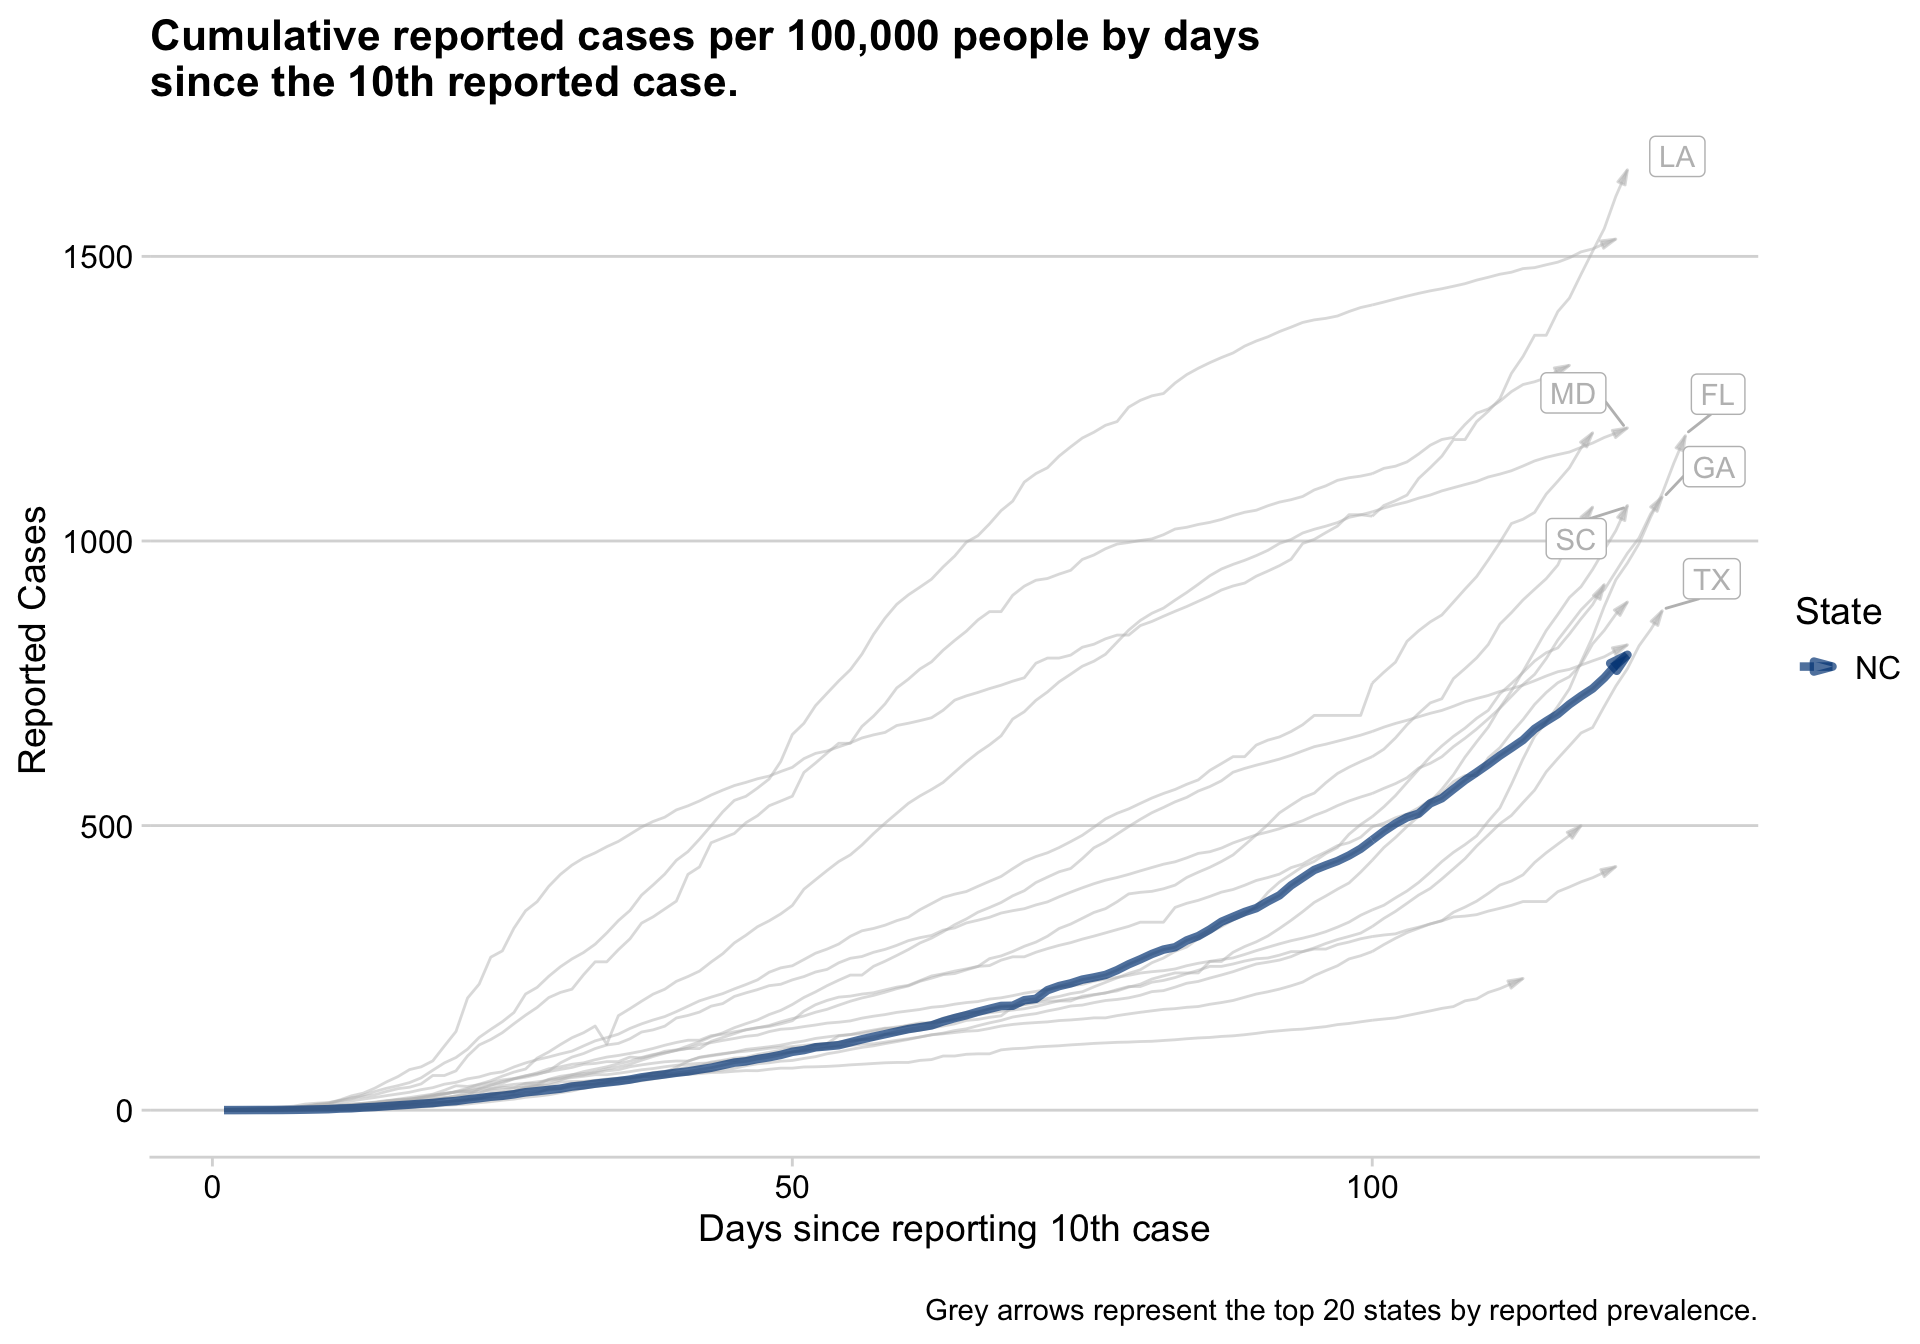 Cumulative reported cases per 100,000 people by days
since the 10th reported case.
LA
1500
MD
FL
GA
1000
SC
TX
Reported Cases
State
NC
500
0
0 50 100
Days since reporting 10th case
Grey arrows represent the top 20 states by reported prevalence.